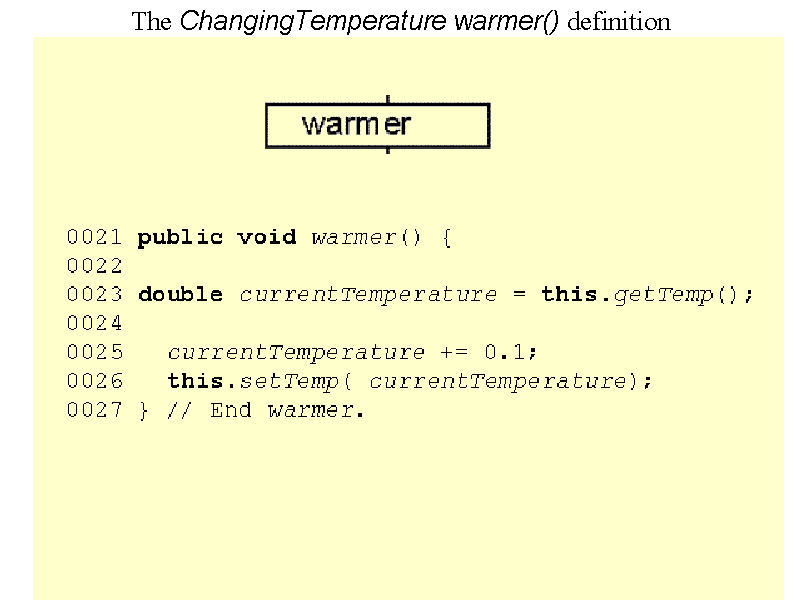 The ChangingTemperature warmer() definition
warmer
0021 public void warmer() {
0022
0023 double currentTemperature = this.getTemp();
0024
0025   currentTemperature += 0.1;
0026   this.setTemp( currentTemperature);
0027 } // End warmer.